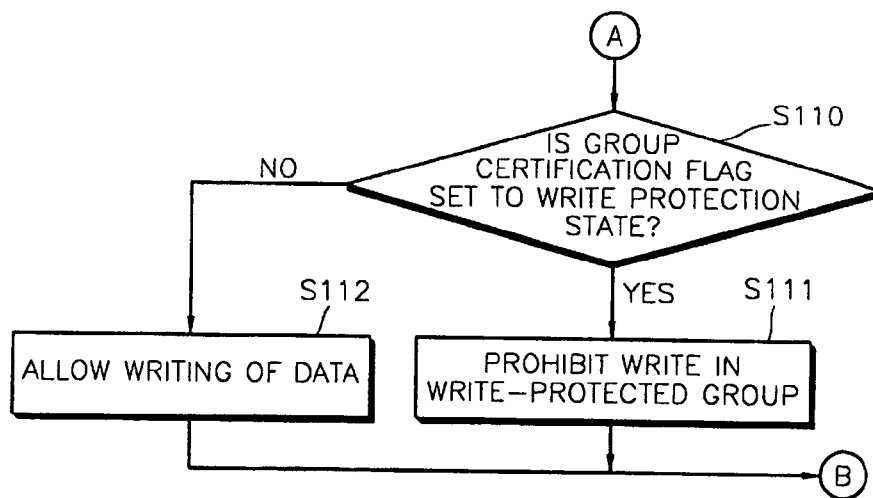 A
S110
IS GROUP
CERTIFICATION FLAG
SET TO WRITE PROTECTION
STATE?
NO
YES
S112
S111
ALLOW WRITING OF DATA
PROHIBIT WRITE IN
WRITE-PROTECTED GROUP
B